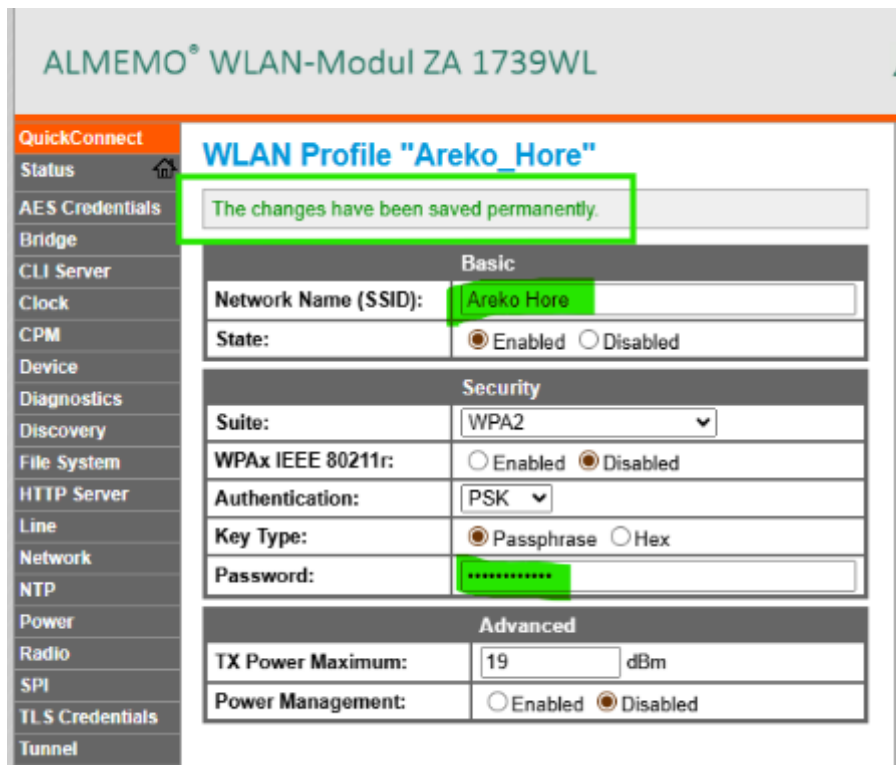 ALMEMO® WLAN-Modul ZA 1739WL
QuickConnect
Status
AES Credentials
Bridge
CLI Server
Clock
CPM
Device
Diagnostics
Discovery
File System
HTTP Server
Line
Network
NTP
Power
Radio
SPI
TLS Credentials
Tunnel
WLAN Profile "Areko_Hore"
The changes have been saved permanently.
Basic
Network Name (SSID): Areko Hore
State: Enabled Disabled
Security
Suite: WPA2
WPAx IEEE 80211r: Enabled Disabled
Authentication: PSK
Key Type: Passphrase Hex
Password: ••••••••••••
Advanced
TX Power Maximum: 19 dBm
Power Management: Enabled Disabled